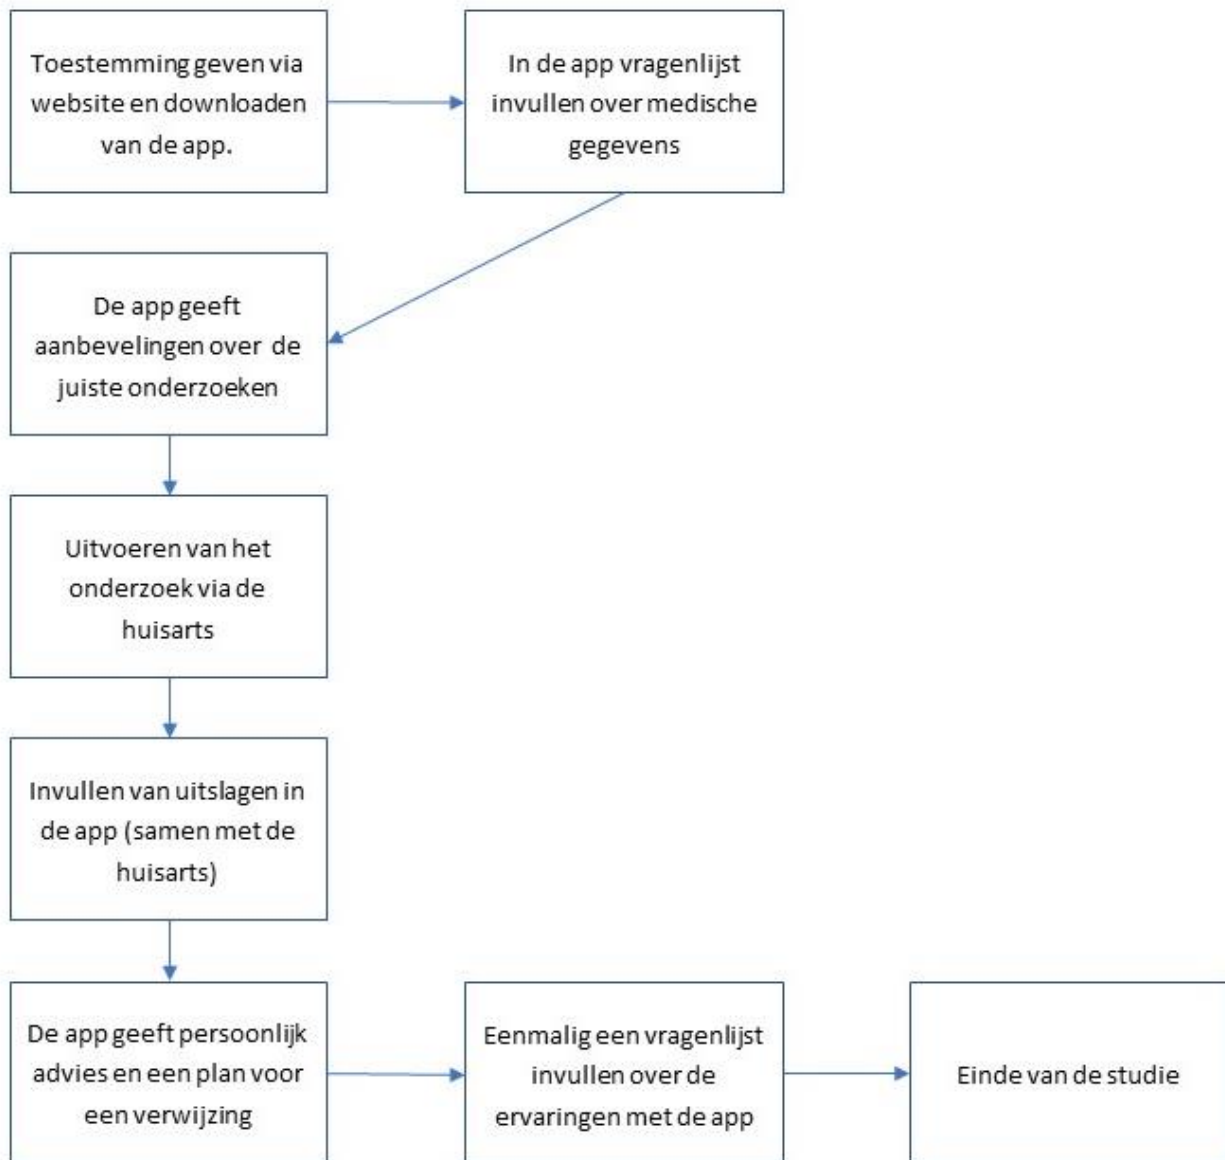 Toestemming geven via
website en downloaden
van de app.
In de app vragenlijst
invullen over medische
gegevens
De app geeft
aanbevelingen over de
juiste onderzoeken
Uitvoeren van het
onderzoek via de
huisarts
Invullen van uitslagen in
de app (samen met de
huisarts)
De app geeft persoonlijk
advies en een plan voor
een verwijzing
Eenmalig een vragenlijst
invullen over de
ervaringen met de app
Einde van de studie